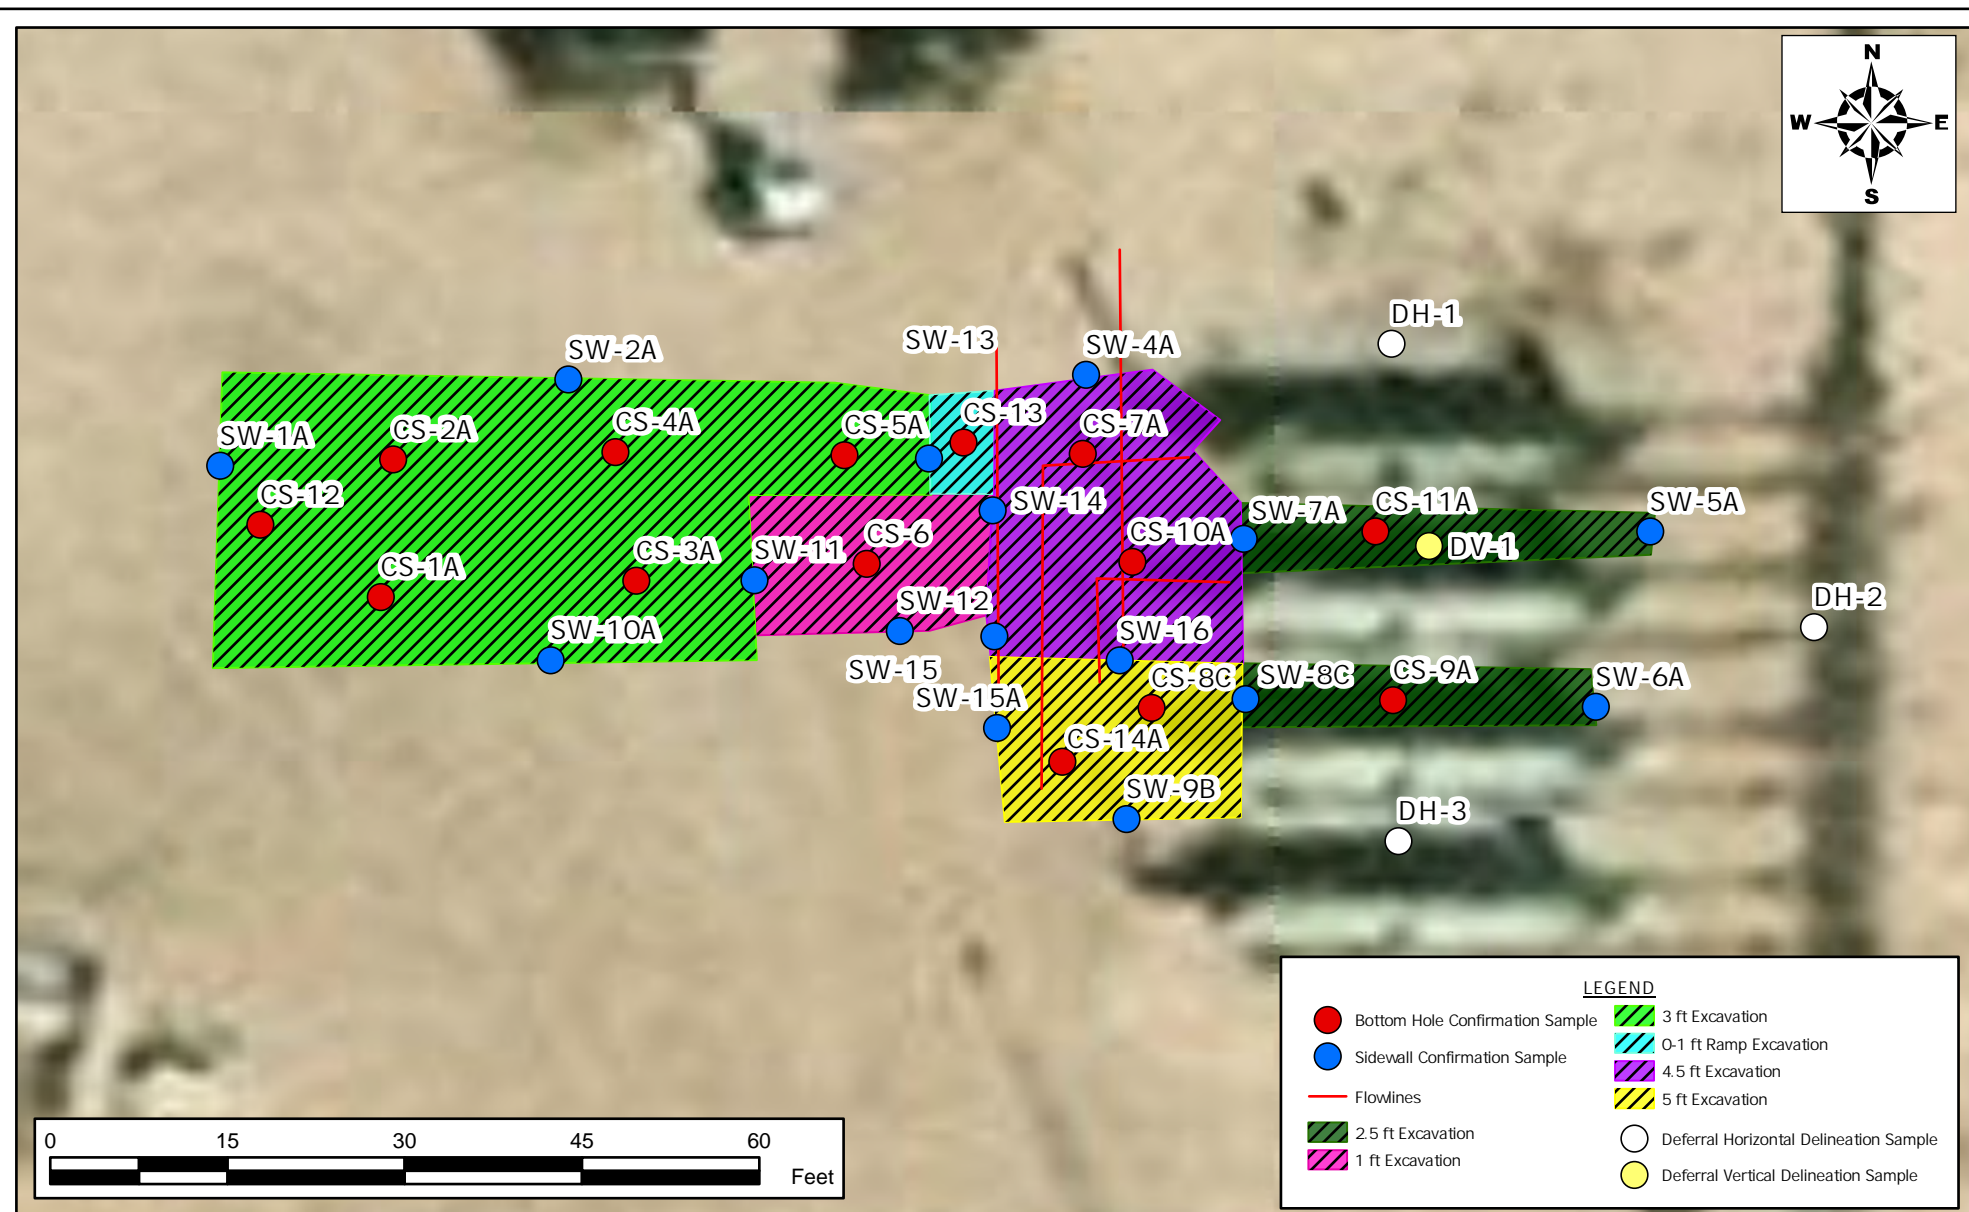 N
W E
S
DH-1
SW-13
SW-4A
SW-2A
CS-13
CS-4A
CS-5A
CS-7A
CS-2A
SW-1A
CS-12
SW-14
SW-7A
CS-11A
SW-5A
CS-10A
CS-6
DV-1
SW-11
CS-3A
CS-1A
DH-2
SW-12
SW-10A
SW-16
SW-15
CS-8C
SW-8C
CS-9A
SW-6A
SW-15A
CS-14A
SW-9B
DH-3
LEGEND
Bottom Hole Confirmation Sample
Sidewall Confirmation Sample
Flowlines
2.5 ft Excavation
1 ft Excavation
3 ft Excavation
0-1 ft Ramp Excavation
4.5 ft Excavation
5 ft Excavation
Deferral Horizontal Delineation Sample
Deferral Vertical Delineation Sample
0 15 30 45 60
Feet